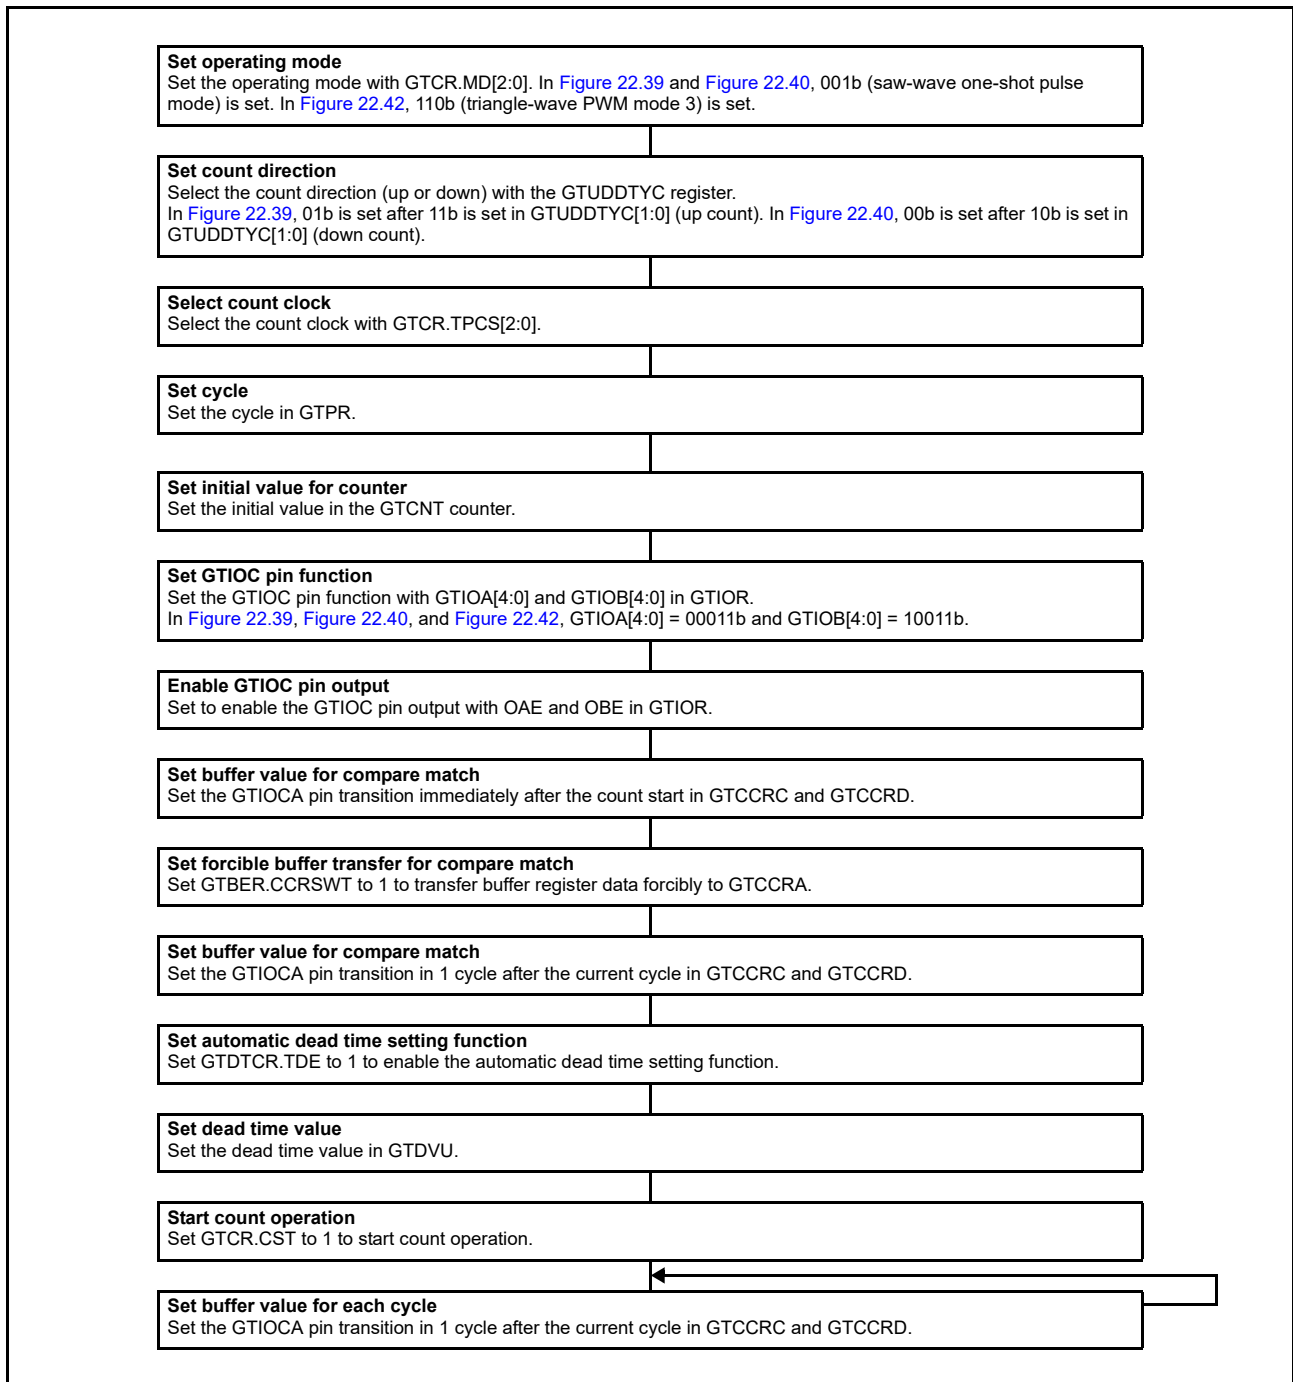 Set operating mode
Set the operating mode with GTCR.MD[2:0]. In Figure 22.39 and Figure 22.40, 001b (saw-wave one-shot pulse
mode) is set. In Figure 22.42, 110b (triangle-wave PWM mode 3) is set.
Set count direction
Select the count direction (up or down) with the GTUDDTYC register.
In Figure 22.39, 01b is set after 11b is set in GTUDDTYC[1:0] (up count). In Figure 22.40, 00b is set after 10b is set in
GTUDDTYC[1:0] (down count).
Select count clock
Select the count clock with GTCR.TPCS[2:0].
Set cycle
Set the cycle in GTPR.
Set initial value for counter
Set the initial value in the GTCNT counter.
Set GTIOC pin function
Set the GTIOC pin function with GTIOA[4:0] and GTIOB[4:0] in GTIOR.
In Figure 22.39, Figure 22.40, and Figure 22.42, GTIOA[4:0] = 00011b and GTIOB[4:0] = 10011b.
Enable GTIOC pin output
Set to enable the GTIOC pin output with OAE and OBE in GTIOR.
Set buffer value for compare match
Set the GTIOCA pin transition immediately after the count start in GTCCRC and GTCCRD.
Set forcible buffer transfer for compare match
Set GTBER.CCRSWT to 1 to transfer buffer register data forcibly to GTCCRA.
Set buffer value for compare match
Set the GTIOCA pin transition in 1 cycle after the current cycle in GTCCRC and GTCCRD.
Set automatic dead time setting function
Set GTDTCR.TDE to 1 to enable the automatic dead time setting function.
Set dead time value
Set the dead time value in GTDVU.
Start count operation
Set GTCR.CST to 1 to start count operation.
Set buffer value for each cycle
Set the GTIOCA pin transition in 1 cycle after the current cycle in GTCCRC and GTCCRD.